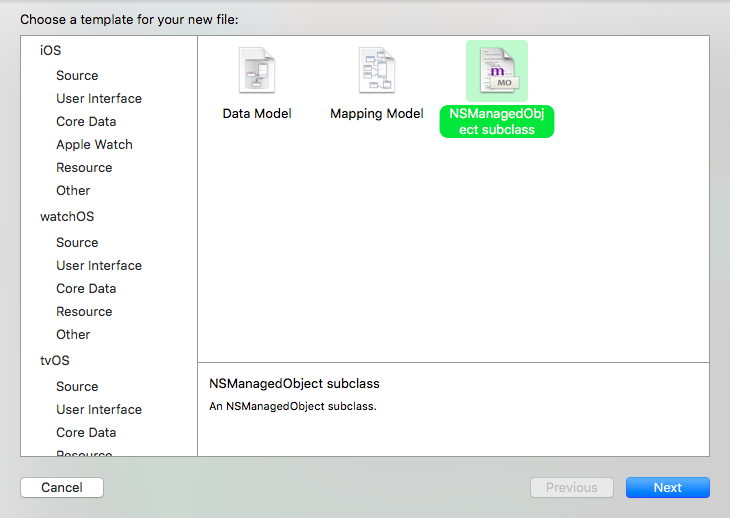 Choose a template for your new file:
iOS
Source
User Interface
Core Data
Apple Watch
Resource
Other
watchOS
Source
User Interface
Core Data
Resource
Other
tvOS
Source
User Interface
Core Data
Resource
Data Model
Mapping Model
m
MO
NSManagedObj
ect subclass
NSManagedObject subclass
An NSManagedObject subclass.
Cancel
Previous
Next